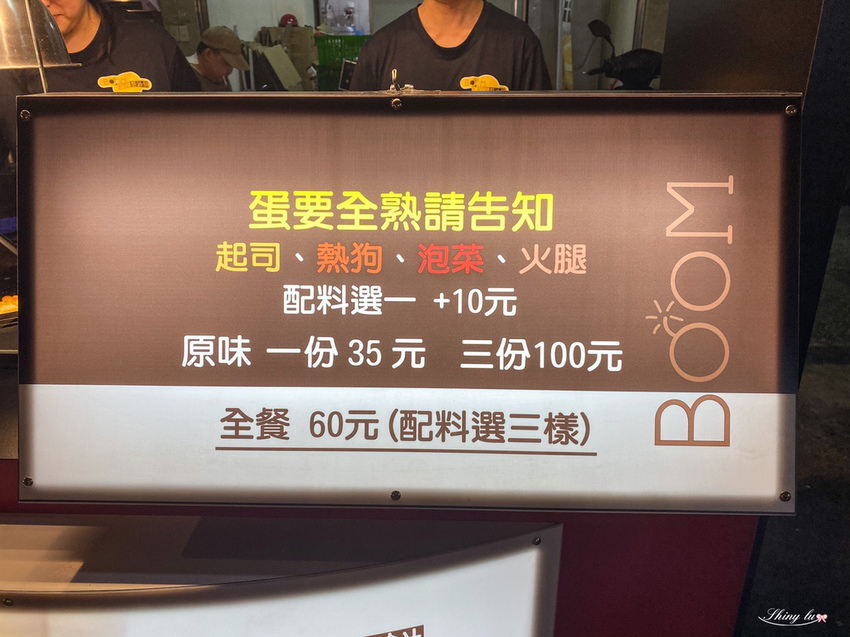 蛋要全熟請告知
起司、熱狗、泡菜、火腿
配料選一 +10元
原味 一份 35 元 三份100元
全餐 60元(配料選三樣)
BOOM
Shiny lu